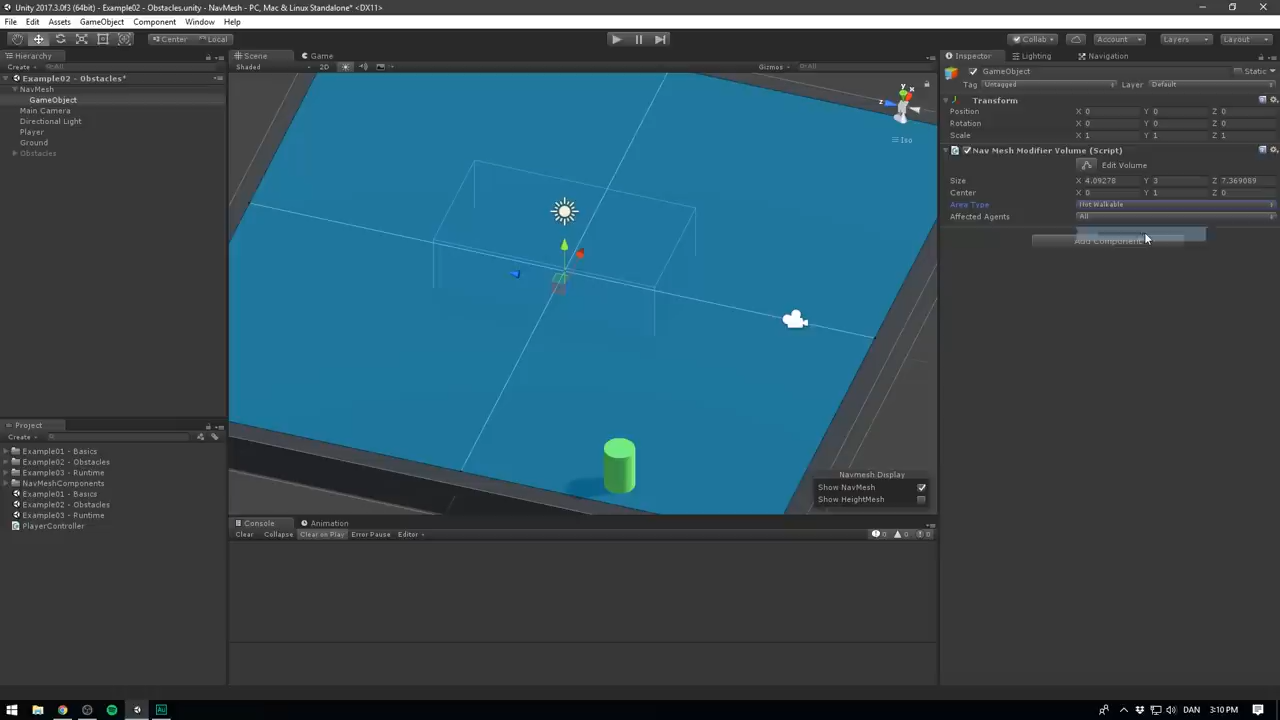 Unity 2017.3.0f3 (64bit) - Example02 - Obstacles.unity - NavMesh - PC, Mac & Linux Standalone* <DX11>
File Edit Assets GameObject Component Window Help
Center Local Collab Account Layers Layout
Hierarchy
Create All
Example02 - Obstacles*
NavMesh
GameObject
Main Camera
Directional Light
Player
Ground
Obstacles
Scene Game
Shaded 2D Gizmos All
y x z
Iso
Navmesh Display
Show NavMesh
Show HeightMesh
Inspector Lighting Navigation
GameObject Static
Tag Untagged Layer Default
Transform
Position X 0 Y 0 Z 0
Rotation X 0 Y 0 Z 0
Scale X 1 Y 1 Z 1
Nav Mesh Modifier Volume (Script)
Edit Volume
Size X 4.09278 Y 3 Z 7.369089
Center X 0 Y 1 Z 0
Area Type Not Walkable
Affected Agents All
Add Component
Project
Create
Example01 - Basics
Example02 - Obstacles
Example03 - Runtime
NavMeshComponents
Example01 - Basics
Example02 - Obstacles
Example03 - Runtime
PlayerController
Console Animation
Clear Collapse Clear on Play Error Pause Editor 0 0 0
Au
DAN 3:10 PM